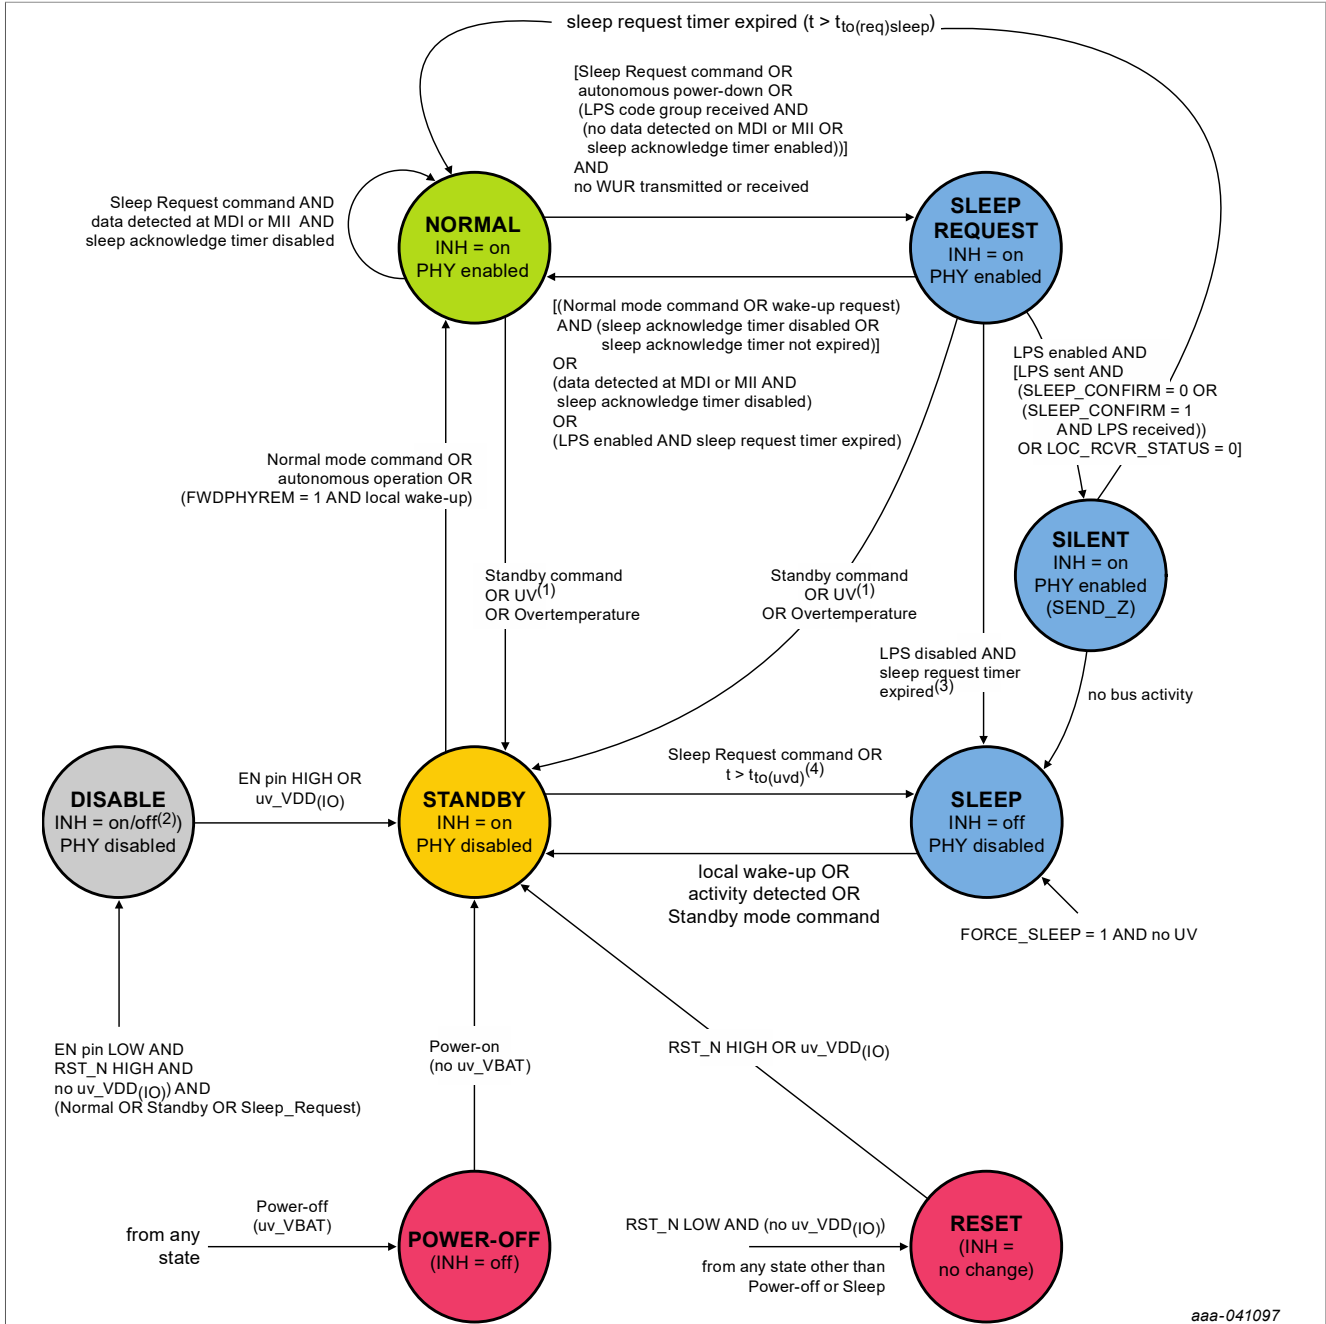 sleep request timer expired (t > tto(req)sleep)
[Sleep Request command OR
autonomous power-down OR
(LPS code group received AND
(no data detected on MDI or MII OR
sleep acknowledge timer enabled))]
AND
no WUR transmitted or received
Sleep Request command AND
data detected at MDI or MII AND
sleep acknowledge timer disabled
NORMAL
INH = on
PHY enabled
SLEEP
REQUEST
INH = on
PHY enabled
[(Normal mode command OR wake-up request)
AND (sleep acknowledge timer disabled OR
sleep acknowledge timer not expired)]
OR
(data detected at MDI or MII AND
sleep acknowledge timer disabled)
OR
(LPS enabled AND sleep request timer expired)
LPS enabled AND
[LPS sent AND
(SLEEP_CONFIRM = 0 OR
(SLEEP_CONFIRM = 1
AND LPS received))
OR LOC_RCVR_STATUS = 0]
Normal mode command OR
autonomous operation OR
(FWDPHYREM = 1 AND local wake-up)
SILENT
INH = on
PHY enabled
(SEND_Z)
Standby command
OR UV(1)
OR Overtemperature
Standby command
OR UV(1)
OR Overtemperature
LPS disabled AND
sleep request timer
expired(3)
no bus activity
EN pin HIGH OR
uv_VDD(IO)
Sleep Request command OR
t > tto(uvd)(4)
DISABLE
INH = on/off(2))
PHY disabled
STANDBY
INH = on
PHY disabled
SLEEP
INH = off
PHY disabled
local wake-up OR
activity detected OR
Standby mode command
FORCE_SLEEP = 1 AND no UV
EN pin LOW AND
RST_N HIGH AND
no uv_VDD(IO)) AND
(Normal OR Standby OR Sleep_Request)
Power-on
(no uv_VBAT)
RST_N HIGH OR uv_VDD(IO)
from any
state
Power-off
(uv_VBAT)
POWER-OFF
(INH = off)
RST_N LOW AND (no uv_VDD(IO))
from any state other than
Power-off or Sleep
RESET
(INH =
no change)
aaa-041097